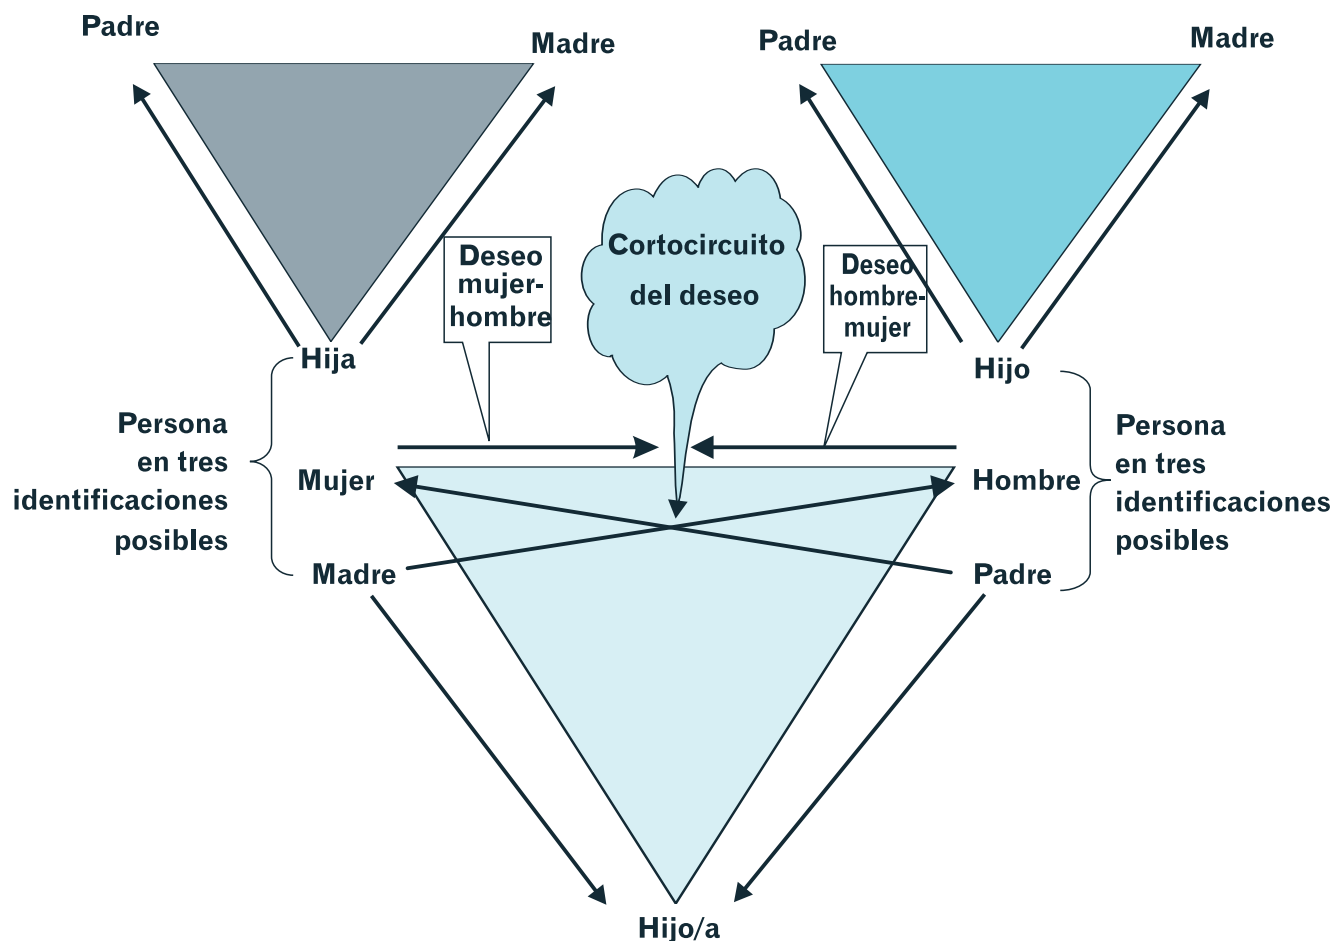 Padre
Madre
Padre
Madre
Cortocircuito
del deseo
Deseo
mujer-
hombre
Deseo
hombre-
mujer
Hija
Hijo
Persona
en tres
identificaciones
posibles
Mujer
Madre
Hombre
Padre
Persona
en tres
identificaciones
posibles
Hijo/a